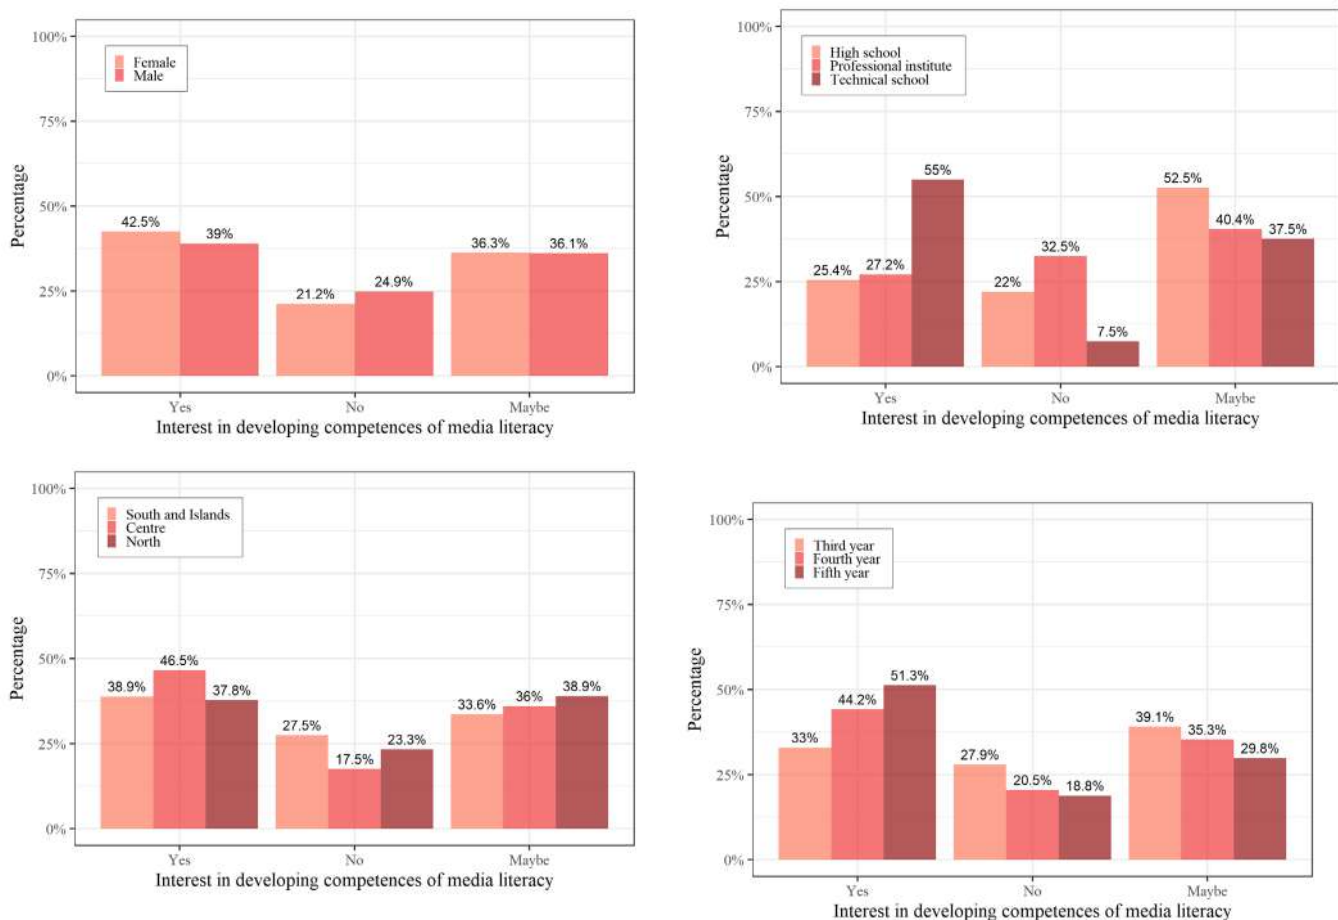 100%
75%
50%
25%
0%
Percentage
Female
Male
42.5%
39%
21.2%
24.9%
36.3%
36.1%
Yes
No
Maybe
Interest in developing competences of media literacy
100%
75%
50%
25%
0%
Percentage
High school
Professional institute
Technical school
25.4%
27.2%
55%
22%
32.5%
7.5%
52.5%
40.4%
37.5%
Yes
No
Maybe
Interest in developing competences of media literacy
100%
75%
50%
25%
0%
Percentage
South and Islands
Centre
North
38.9%
46.5%
37.8%
27.5%
17.5%
23.3%
33.6%
36%
38.9%
Yes
No
Maybe
Interest in developing competences of media literacy
100%
75%
50%
25%
0%
Percentage
Third year
Fourth year
Fifth year
33%
44.2%
51.3%
27.9%
20.5%
18.8%
39.1%
35.3%
29.8%
Yes
No
Maybe
Interest in developing competences of media literacy